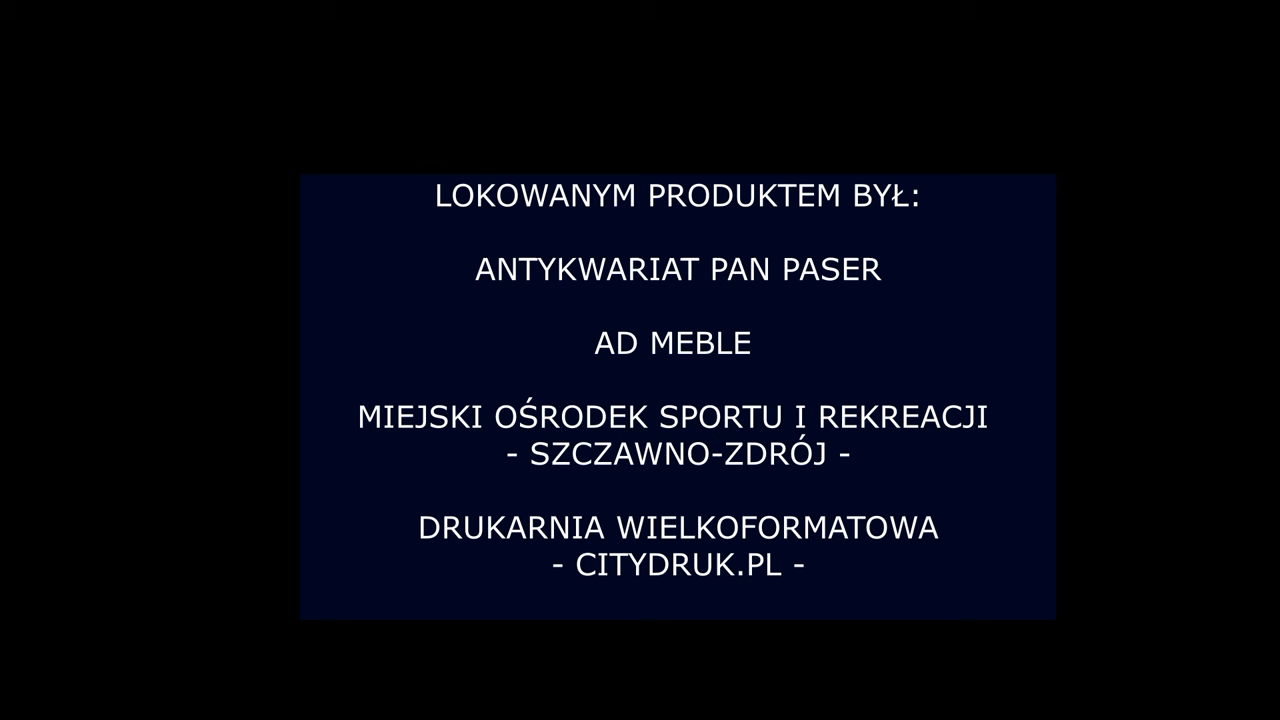 LOKOWANYM PRODUKTEM BYŁ:
ANTYKWARIAT PAN PASER
AD MEBLE
MIEJSKI OŚRODEK SPORTU I REKREACJI
- SZCZAWNO-ZDRÓJ -
DRUKARNIA WIELKOFORMATOWA
- CITYDRUK.PL -